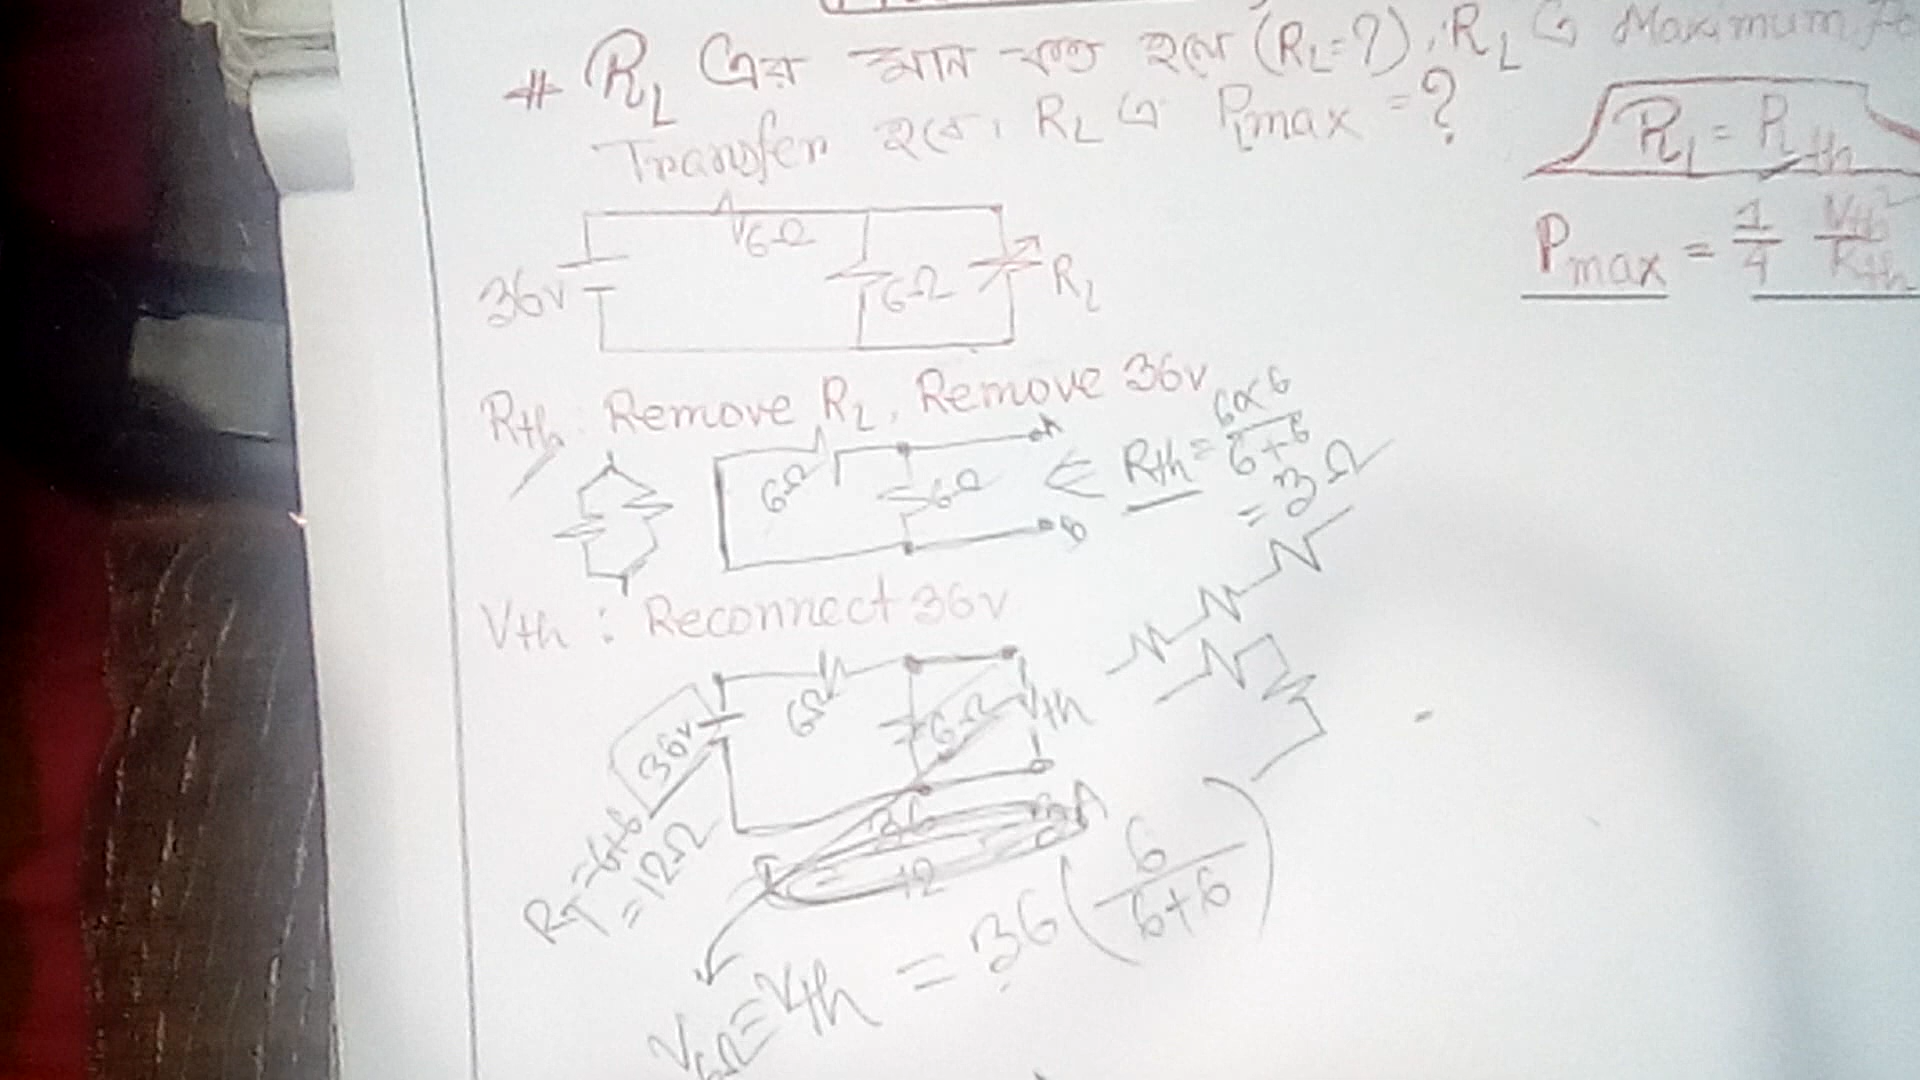 # R_L এর মান কত হলে (R_L=?), R_L এ Maximum
Transfer হবে। R_L এ P_max = ?
R_L = R_th
P_max = 1/4 V_th²/R_th
6Ω
36v
6Ω
R_L
R_th : Remove R_L, Remove 36v
6Ω
6Ω
A
B
⇐ R_th = 6×6/6+6
= 3Ω
V_th : Reconnect 36v
36v
6Ω
6Ω
V_th
R_T = 6+6
= 12Ω
36
12
V_6Ω = V_th = 36(6/6+6)